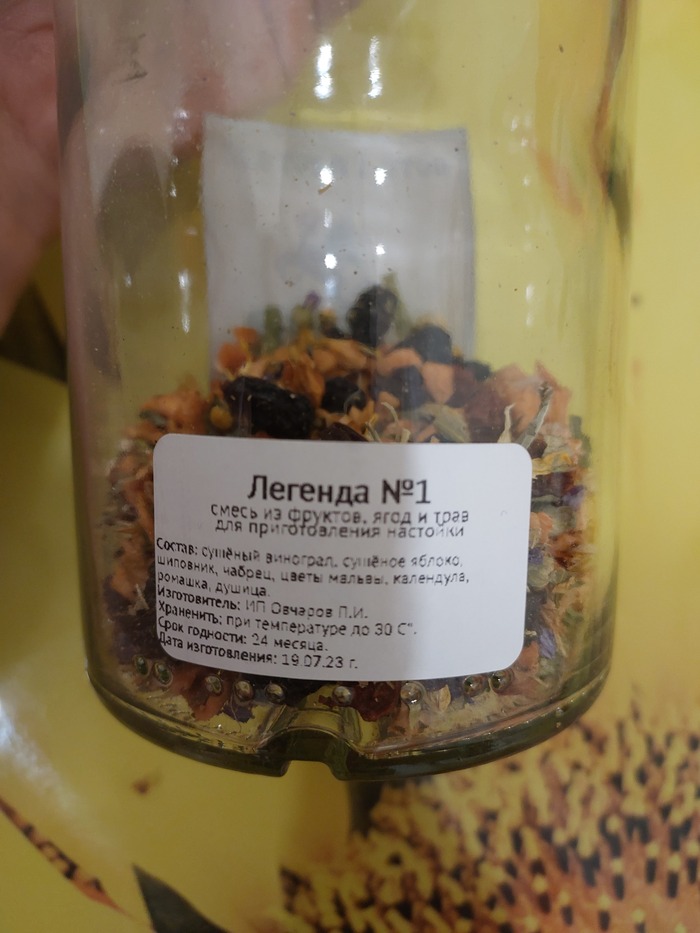 Легенда №1
смесь из фруктов, ягод и трав
для приготовления настойки
Состав: сушёный виноград, сушёное яблоко,
шиповник, чабрец, цветы мальвы, календула,
ромашка, душица.
Изготовитель: ИП Овчаров П.И.
Храненить: при температуре до 30 С°.
Срок годности: 24 месяца.
Дата изготовления: 19.07.23 г.